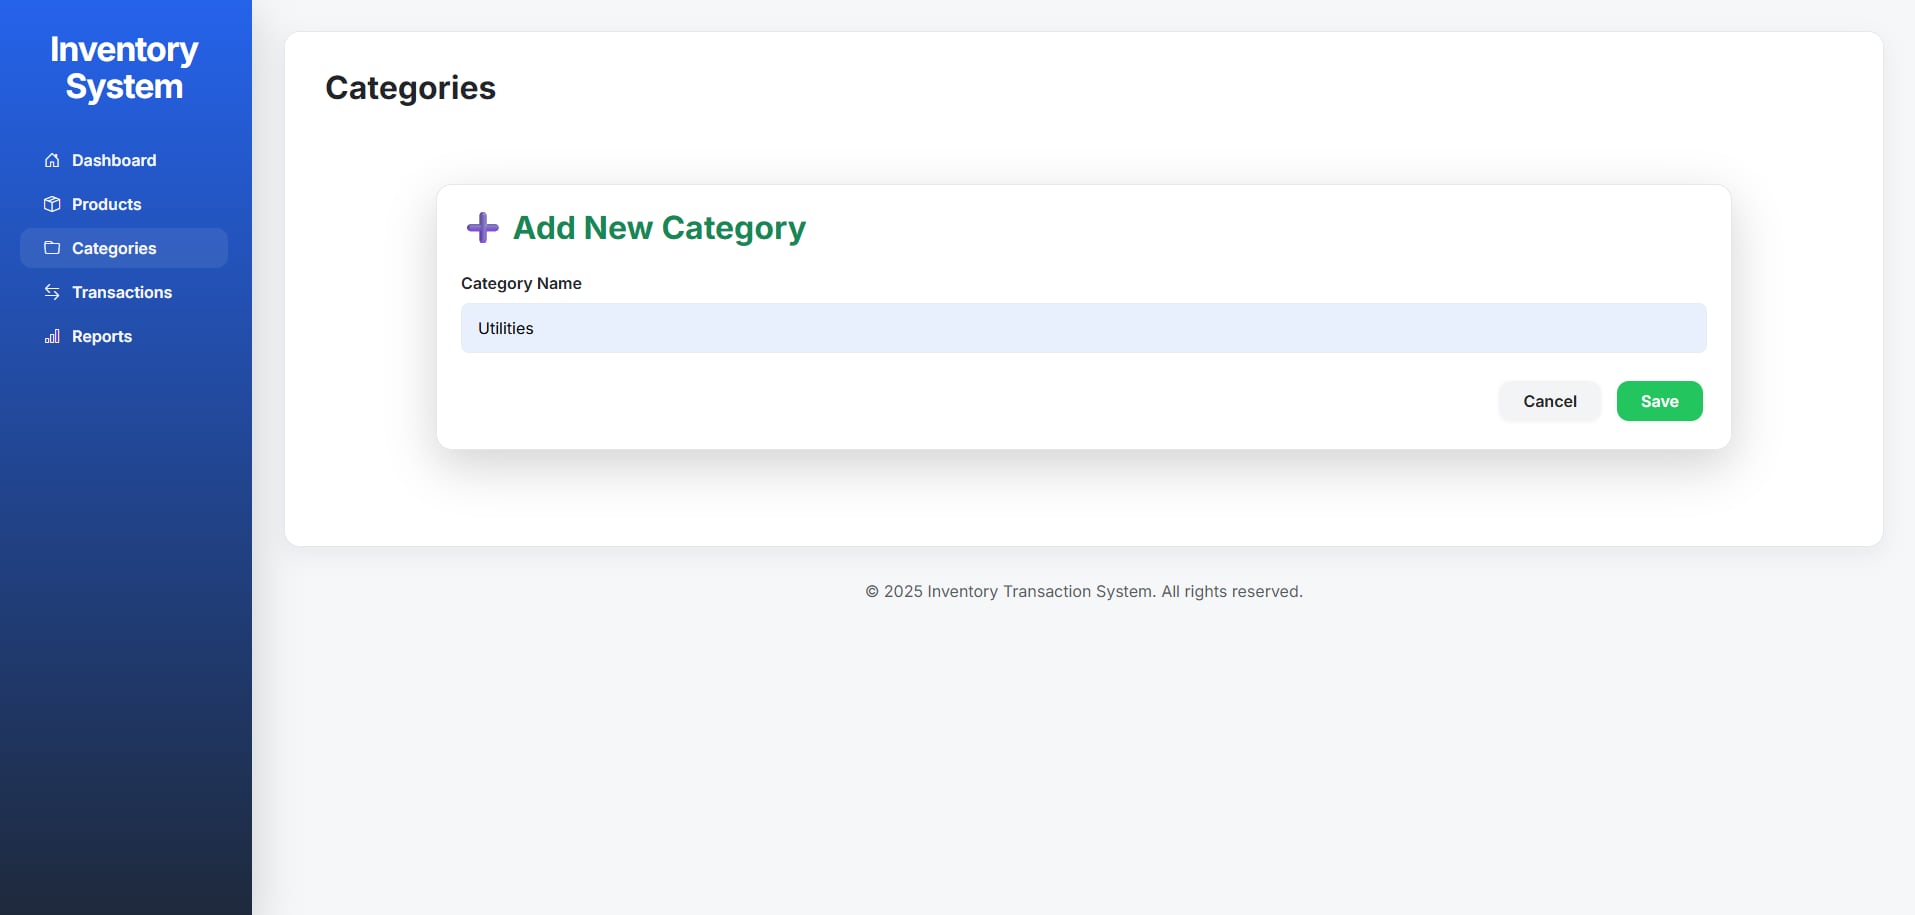 Inventory
System
Dashboard
Products
Categories
Transactions
Reports
Categories
Add New Category
Category Name
Utilities
Cancel
Save
© 2025 Inventory Transaction System. All rights reserved.